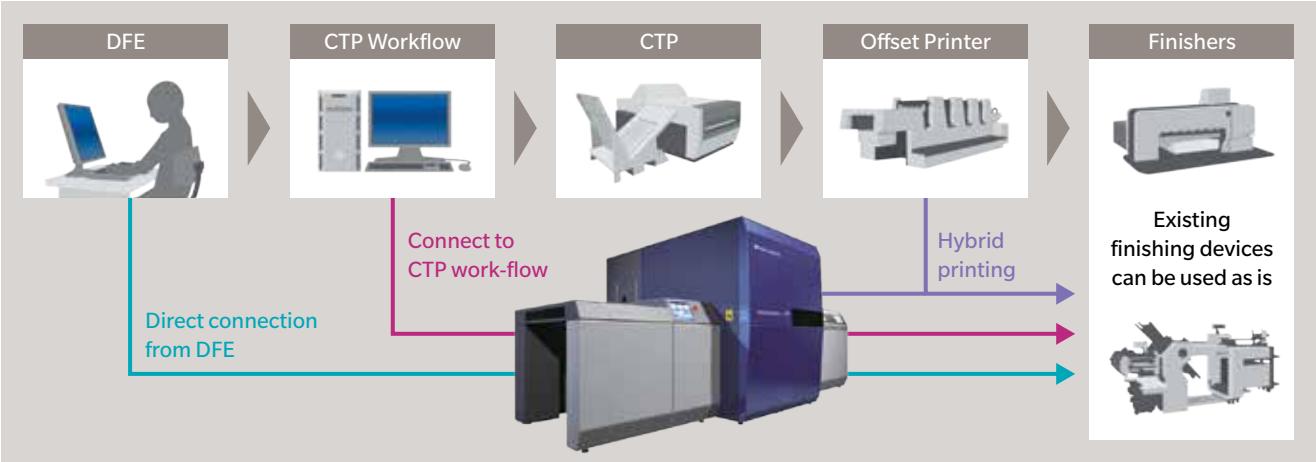 DFE
CTP Workflow
CTP
Offset Printer
Finishers
Connect to
CTP work-flow
Hybrid
printing
Direct connection
from DFE
Existing
finishing devices
can be used as is